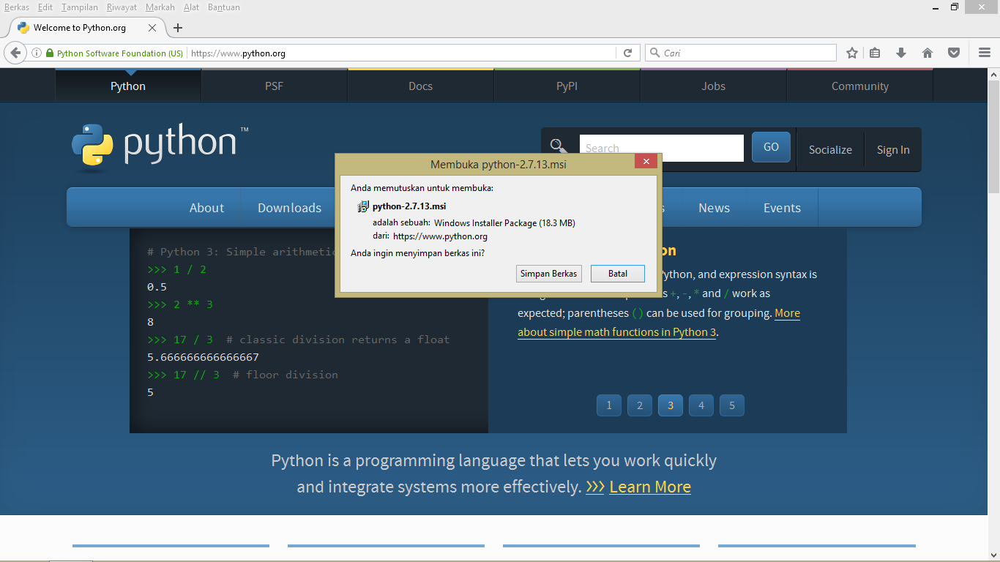 Berkas Edit Tampilan Riwayat Markah Alat Bantuan
Welcome to Python.org
Python Software Foundation (US) https://www.python.org
Cari
Python PSF Docs PyPI Jobs Community
python™
Search GO Socialize Sign In
Membuka python-2.7.13.msi
Anda memutuskan untuk membuka:
python-2.7.13.msi
adalah sebuah: Windows Installer Package (18.3 MB)
dari: https://www.python.org
Anda ingin menyimpan berkas ini?
Simpan Berkas Batal
About Downloads News Events
# Python 3: Simple arithmetic
>>> 1 / 2
0.5
>>> 2 ** 3
8
>>> 17 / 3 # classic division returns a float
5.666666666666667
>>> 17 // 3 # floor division
5
Python, and expression syntax is
+, -, * and / work as
expected; parentheses () can be used for grouping. More
about simple math functions in Python 3.
1 2 3 4 5
Python is a programming language that lets you work quickly
and integrate systems more effectively. >>> Learn More